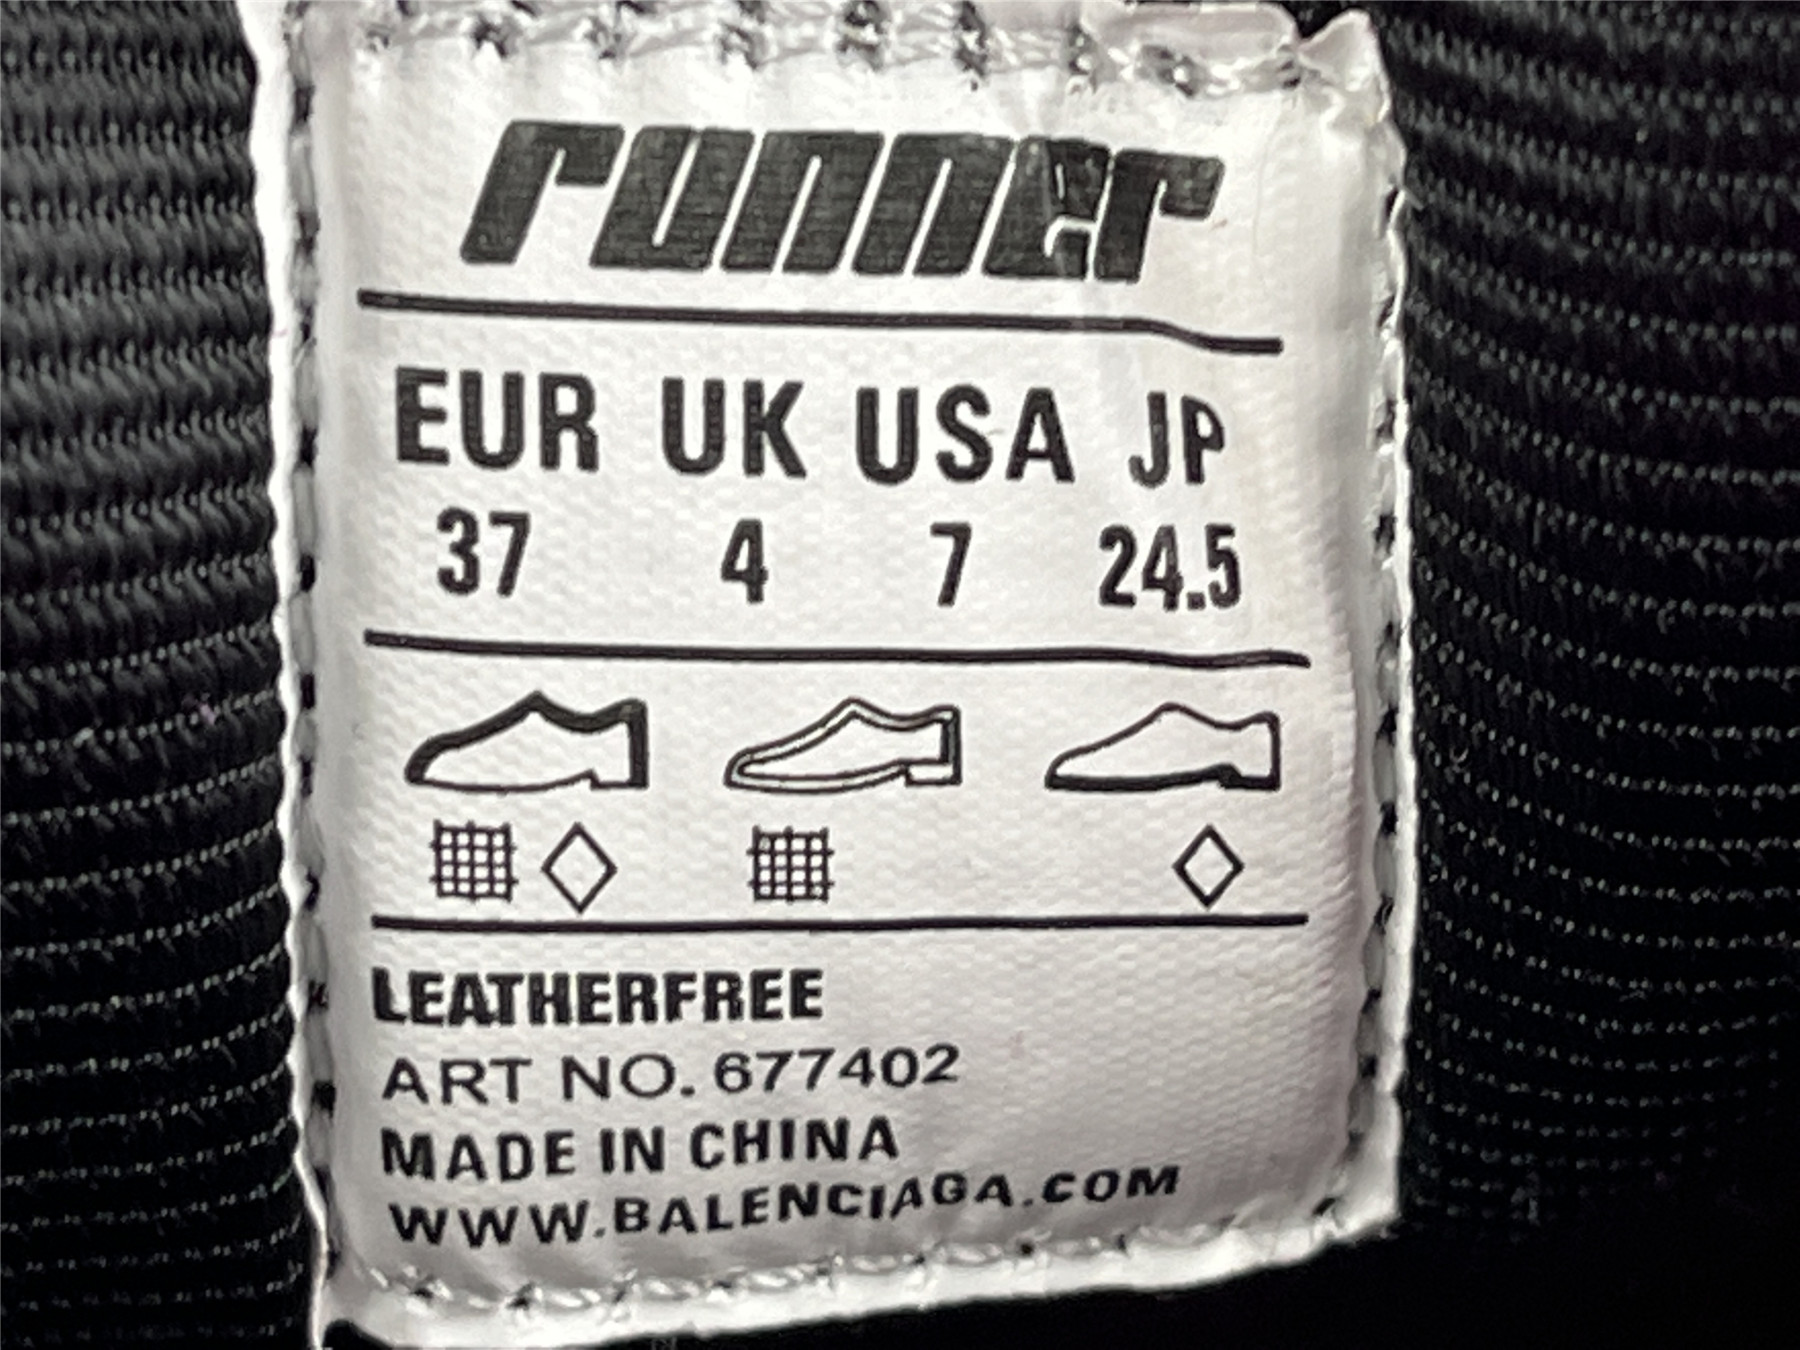 runner
EUR UK USA JP
37 4 7 24.5
LEATHERFREE
ART NO. 677402
MADE IN CHINA
WWW.BALENCIAGA.COM